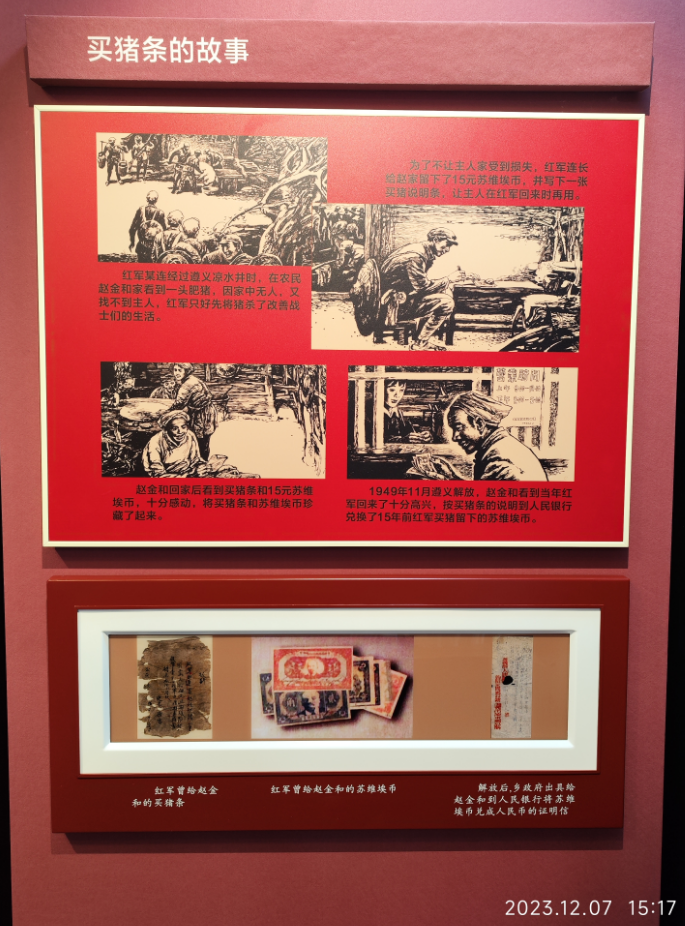 买猪条的故事
为了不让主人家受到损失，红军连长
给赵家留下了15元苏维埃币，并写下一张
买猪说明条，让主人在红军回来时再用。
红军某连经过遵义凉水井时，在农民
赵金和家看到一头肥猪，因家中无人，又
找不到主人，红军只好先将猪杀了改善战
士们的生活。
赵金和回家后看到买猪条和15元苏维
埃币，十分感动，将买猪条和苏维埃币珍
藏了起来。
1949年11月遵义解放，赵金和看到当年红
军回来了十分高兴，按买猪条的说明到人民银行
兑换了15年前红军买猪留下的苏维埃币。
红军曾给赵金
和的买猪条
红军曾给赵金和的苏维埃币
解放后，乡政府出具给
赵金和到人民银行将苏维
埃币兑成人民币的证明信
2023.12.07 15:17